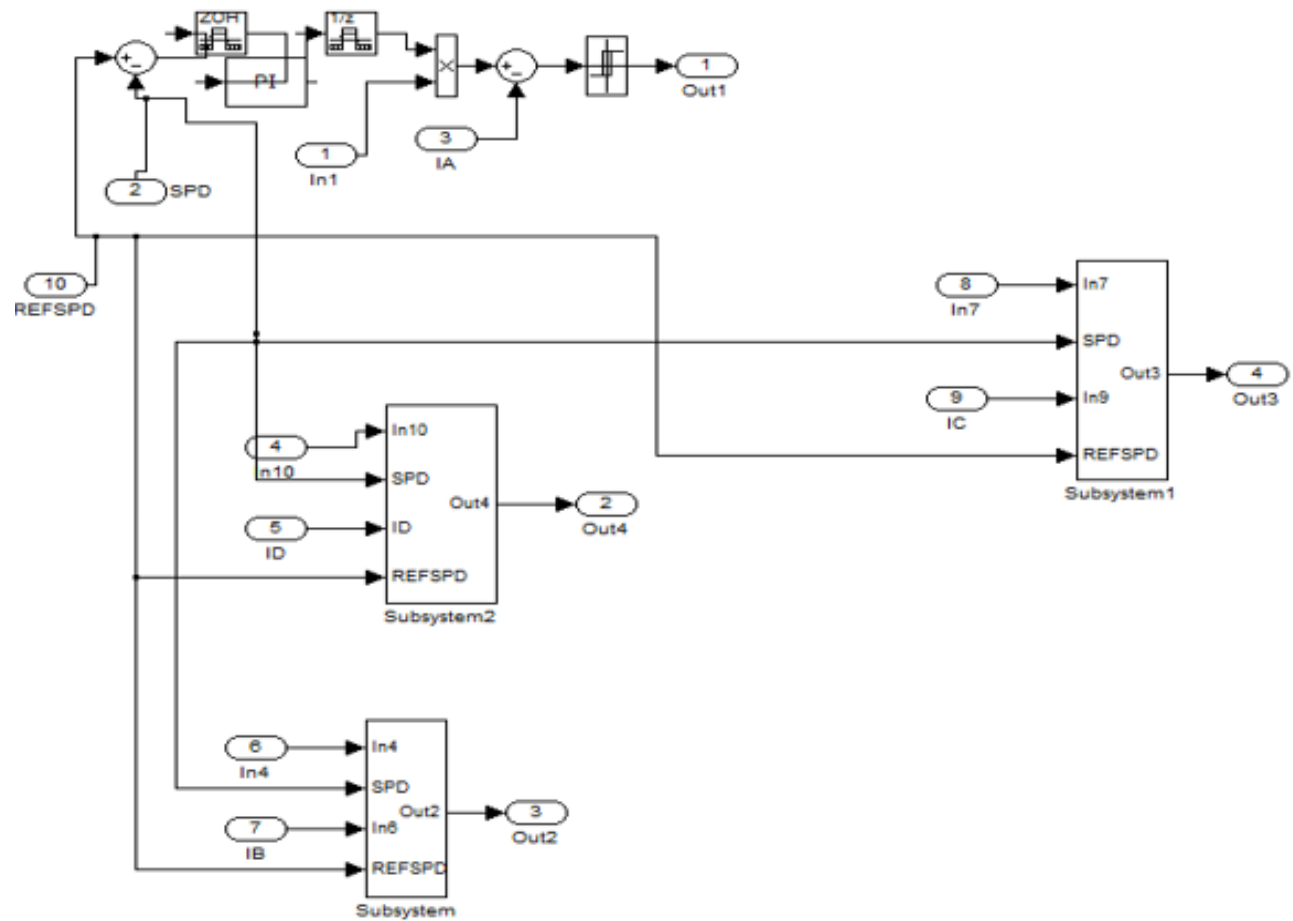 ZOH
1/z
PI
+
-
×
+
-
1
Out1
3
IA
1
In1
2
SPD
10
REFSPD
8
In7
In7
SPD
Out3
4
Out3
9
IC
In9
REFSPD
Subsystem1
4
n10
In10
SPD
Out4
2
Out4
5
ID
ID
REFSPD
Subsystem2
6
In4
In4
SPD
Out2
3
Out2
7
IB
In6
REFSPD
Subsystem